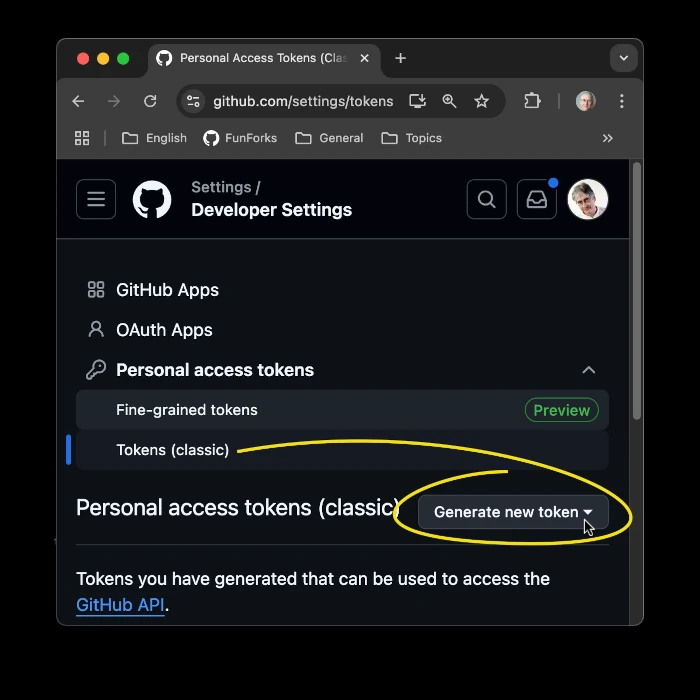 Personal Access Tokens (Clas
github.com/settings/tokens
English FunForks General Topics
Settings /
Developer Settings
GitHub Apps
OAuth Apps
Personal access tokens
Fine-grained tokens Preview
Tokens (classic)
Personal access tokens (classic) Generate new token
Tokens you have generated that can be used to access the
GitHub API.